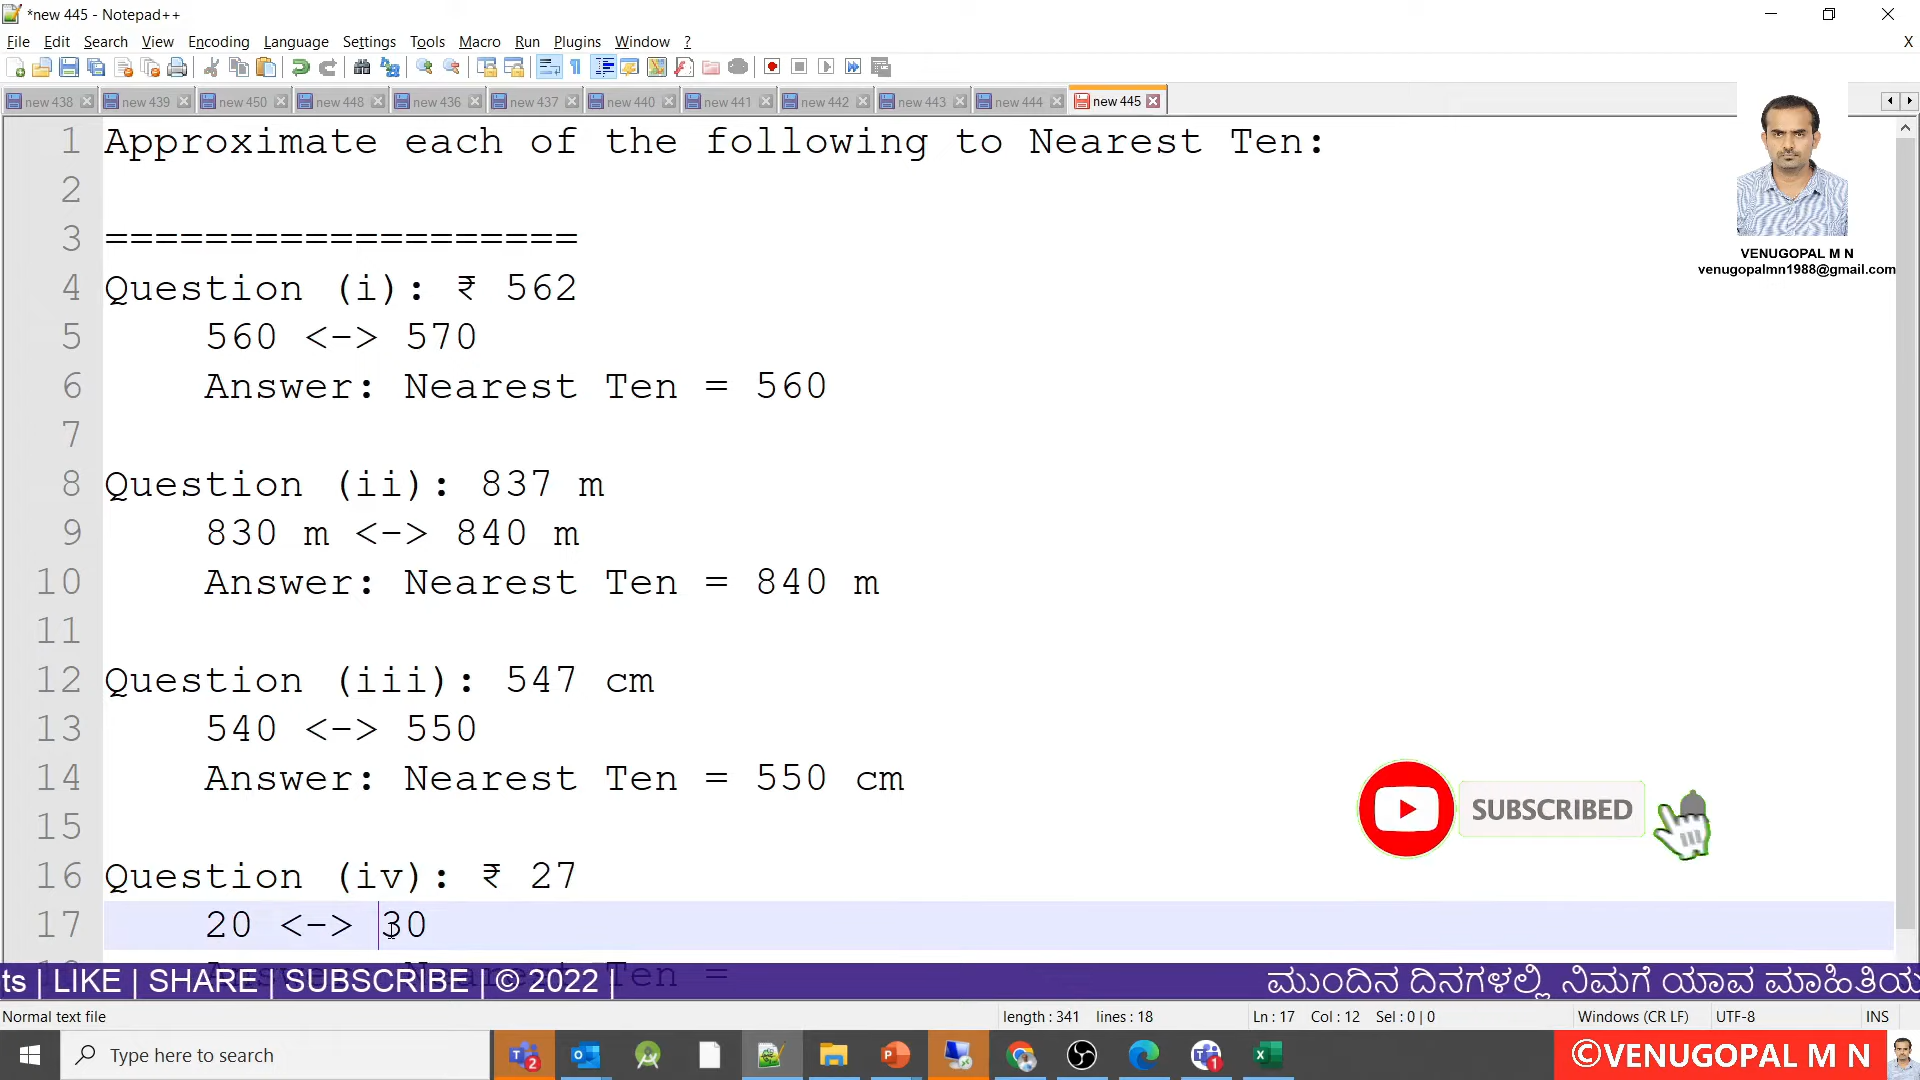 *new 445 - Notepad++
File Edit Search View Encoding Language Settings Tools Macro Run Plugins Window ? X
new 438 new 439 new 450 new 448 new 436 new 437 new 440 new 441 new 442 new 443 new 444 new 445
1 Approximate each of the following to Nearest Ten:
2
3 ===================
4 Question (i): ₹ 562
5 560 <-> 570
6 Answer: Nearest Ten = 560
7
8 Question (ii): 837 m
9 830 m <-> 840 m
10 Answer: Nearest Ten = 840 m
11
12 Question (iii): 547 cm
13 540 <-> 550
14 Answer: Nearest Ten = 550 cm
15
16 Question (iv): ₹ 27
17 20 <-> 30
18 Answer: Nearest Ten =
VENUGOPAL M N
venugopalmn1988@gmail.com
SUBSCRIBED
ts | LIKE | SHARE | SUBSCRIBE | © 2022 | ಮುಂದಿನ ದಿನಗಳಲ್ಲಿ ನಿಮಗೆ ಯಾವ ಮಾಹಿತಿಯ
Normal text file length : 341 lines : 18 Ln : 17 Col : 12 Sel : 0 | 0 Windows (CR LF) UTF-8 INS
Type here to search
2
1
©VENUGOPAL M N